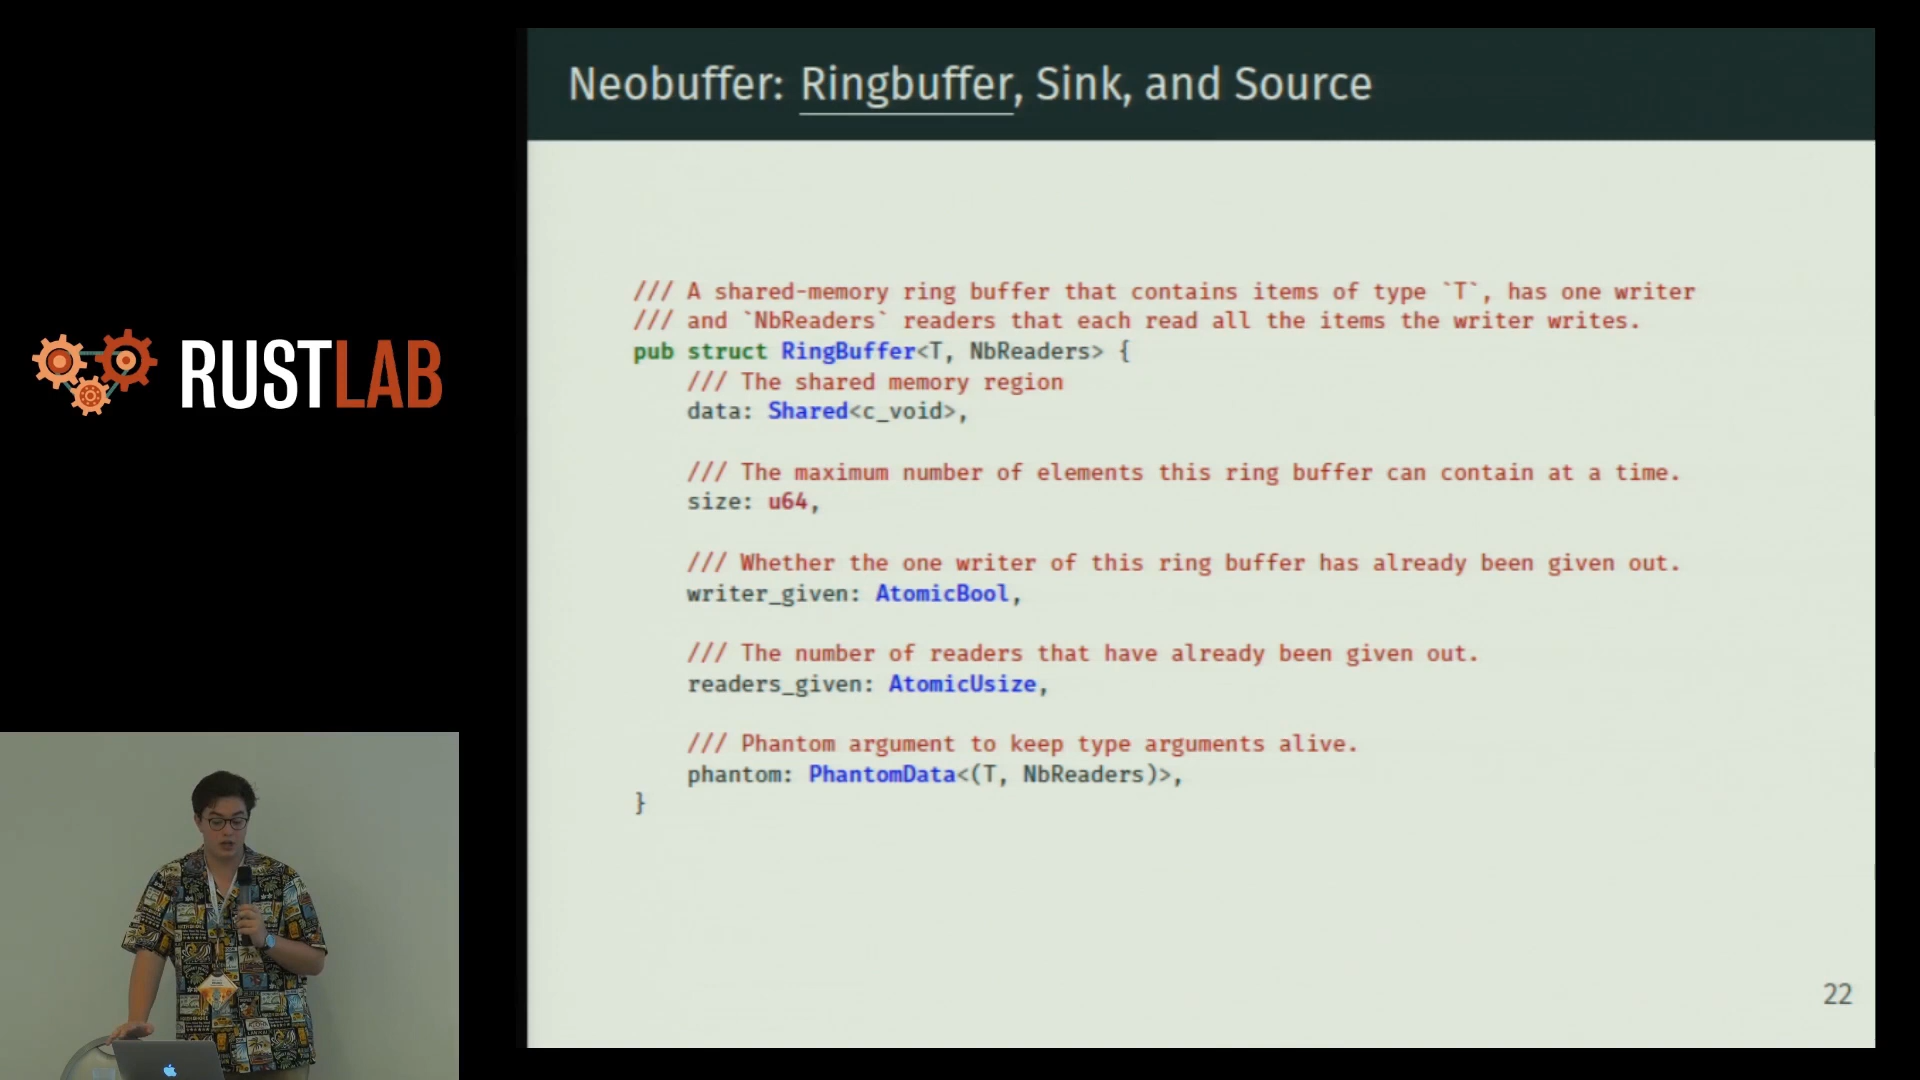 Neobuffer: Ringbuffer, Sink, and Source
RUSTLAB
/// A shared-memory ring buffer that contains items of type `T`, has one writer
/// and `NbReaders` readers that each read all the items the writer writes.
pub struct RingBuffer<T, NbReaders> {
/// The shared memory region
data: Shared<c_void>,
/// The maximum number of elements this ring buffer can contain at a time.
size: u64,
/// Whether the one writer of this ring buffer has already been given out.
writer_given: AtomicBool,
/// The number of readers that have already been given out.
readers_given: AtomicUsize,
/// Phantom argument to keep type arguments alive.
phantom: PhantomData<(T, NbReaders)>,
}
22